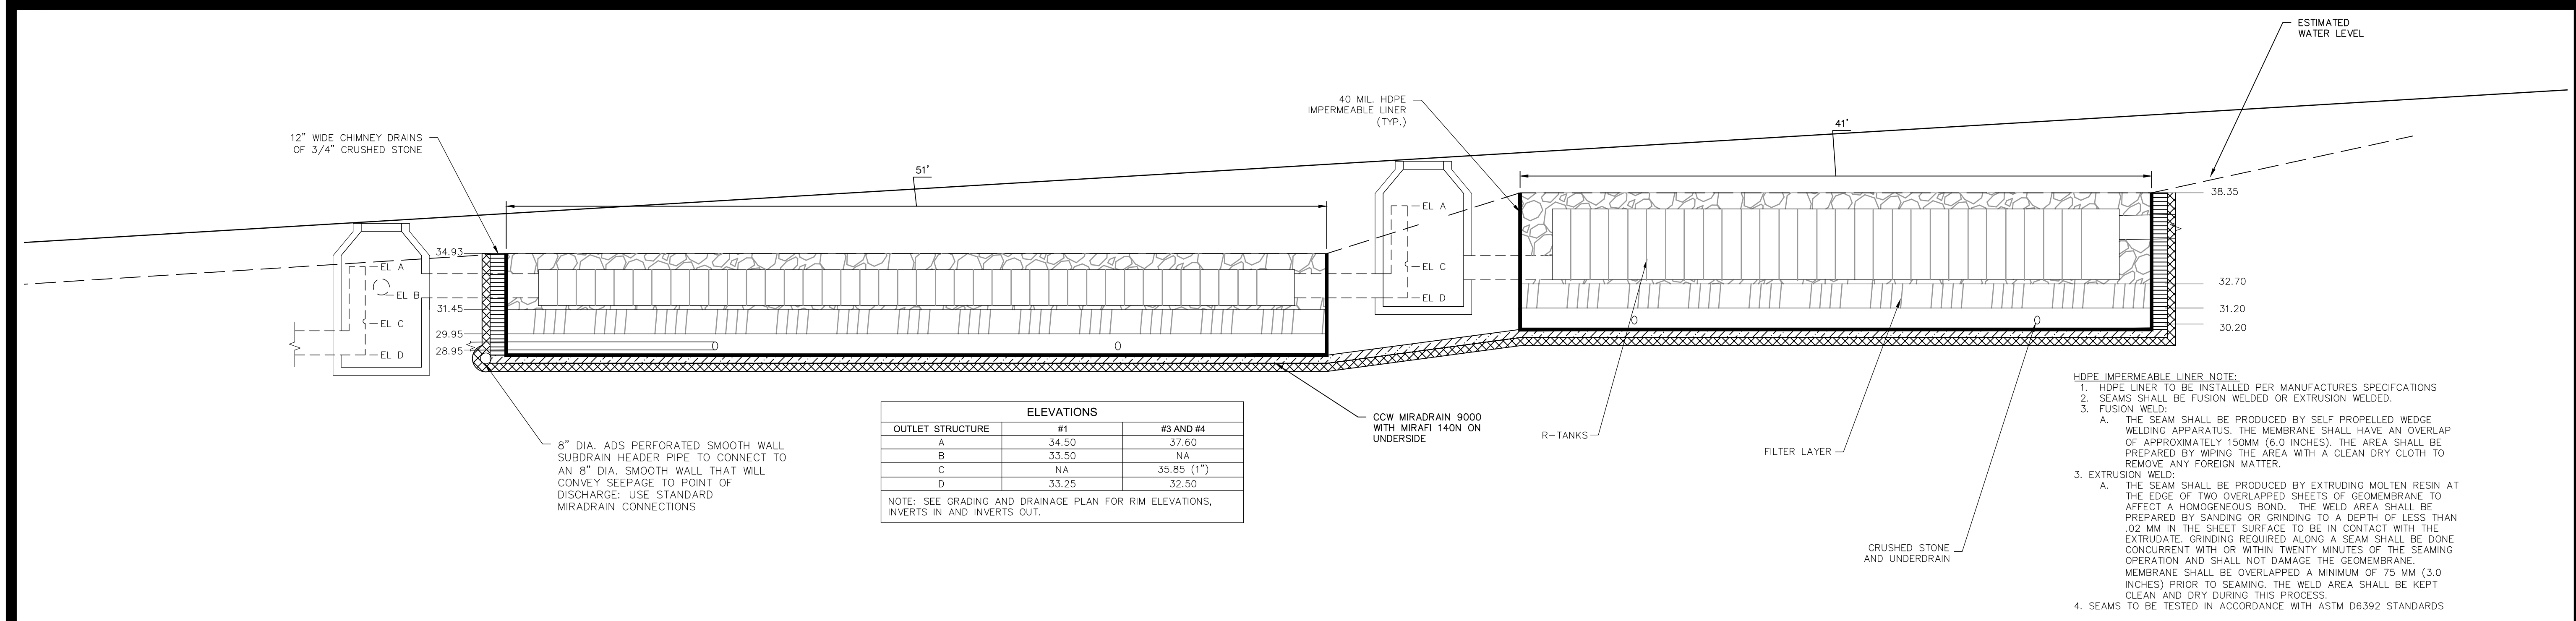 ESTIMATED
WATER LEVEL
40 MIL. HDPE
IMPERMEABLE LINER
(TYP.)
12" WIDE CHIMNEY DRAINS
OF 3/4" CRUSHED STONE
51'
41'
38.35
32.70
31.20
30.20
34.93
31.45
29.95
28.95
EL A
EL B
EL C
EL D
EL A
EL C
EL D
8" DIA. ADS PERFORATED SMOOTH WALL
SUBDRAIN HEADER PIPE TO CONNECT TO
AN 8" DIA. SMOOTH WALL THAT WILL
CONVEY SEEPAGE TO POINT OF
DISCHARGE: USE STANDARD
MIRADRAIN CONNECTIONS
ELEVATIONS
OUTLET STRUCTURE #1 #3 AND #4
A 34.50 37.60
B 33.50 NA
C NA 35.85 (1")
D 33.25 32.50
NOTE: SEE GRADING AND DRAINAGE PLAN FOR RIM ELEVATIONS,
INVERTS IN AND INVERTS OUT.
CCW MIRADRAIN 9000
WITH MIRAFI 140N ON
UNDERSIDE
R-TANKS
FILTER LAYER
CRUSHED STONE
AND UNDERDRAIN
HDPE IMPERMEABLE LINER NOTE:
1. HDPE LINER TO BE INSTALLED PER MANUFACTURES SPECIFCATIONS
2. SEAMS SHALL BE FUSION WELDED OR EXTRUSION WELDED.
3. FUSION WELD:
A. THE SEAM SHALL BE PRODUCED BY SELF PROPELLED WEDGE
WELDING APPARATUS. THE MEMBRANE SHALL HAVE AN OVERLAP
OF APPROXIMATELY 150MM (6.0 INCHES). THE AREA SHALL BE
PREPARED BY WIPING THE AREA WITH A CLEAN DRY CLOTH TO
REMOVE ANY FOREIGN MATTER.
3. EXTRUSION WELD:
A. THE SEAM SHALL BE PRODUCED BY EXTRUDING MOLTEN RESIN AT
THE EDGE OF TWO OVERLAPPED SHEETS OF GEOMEMBRANE TO
AFFECT A HOMOGENEOUS BOND. THE WELD AREA SHALL BE
PREPARED BY SANDING OR GRINDING TO A DEPTH OF LESS THAN
.02 MM IN THE SHEET SURFACE TO BE IN CONTACT WITH THE
EXTRUDATE. GRINDING REQUIRED ALONG A SEAM SHALL BE DONE
CONCURRENT WITH OR WITHIN TWENTY MINUTES OF THE SEAMING
OPERATION AND SHALL NOT DAMAGE THE GEOMEMBRANE.
MEMBRANE SHALL BE OVERLAPPED A MINIMUM OF 75 MM (3.0
INCHES) PRIOR TO SEAMING. THE WELD AREA SHALL BE KEPT
CLEAN AND DRY DURING THIS PROCESS.
4. SEAMS TO BE TESTED IN ACCORDANCE WITH ASTM D6392 STANDARDS